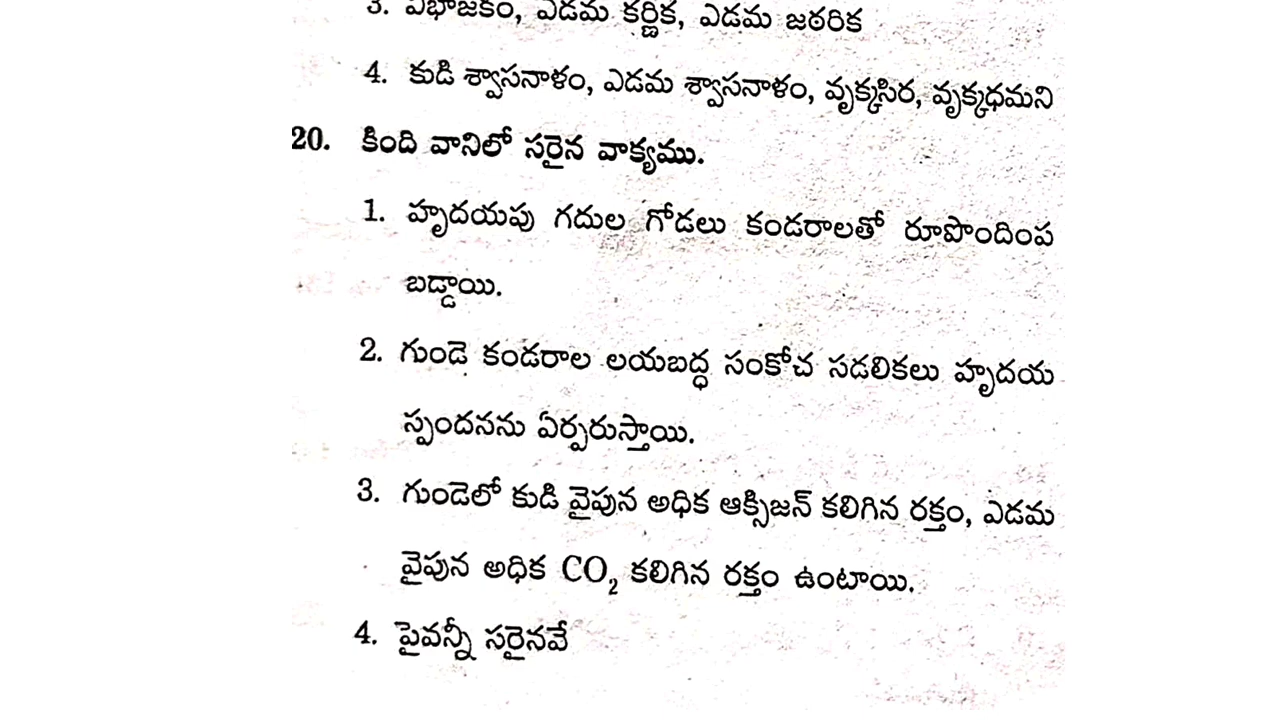 3. విభాజకం, ఎడమ కర్ణిక, ఎడమ జఠరిక
4. కుడి శ్వాసనాళం, ఎడమ శ్వాసనాళం, వృక్కసిర, వృక్కధమని
20. కింది వానిలో సరైన వాక్యము.
1. హృదయపు గదుల గోడలు కండరాలతో రూపొందింప
బడ్డాయి.
2. గుండె కండరాల లయబద్ధ సంకోచ సడలికలు హృదయ
స్పందనను ఏర్పరుస్తాయి.
3. గుండెలో కుడి వైపున అధిక ఆక్సిజన్ కలిగిన రక్తం, ఎడమ
వైపున అధిక CO₂ కలిగిన రక్తం ఉంటాయి.
4. పైవన్నీ సరైనవే